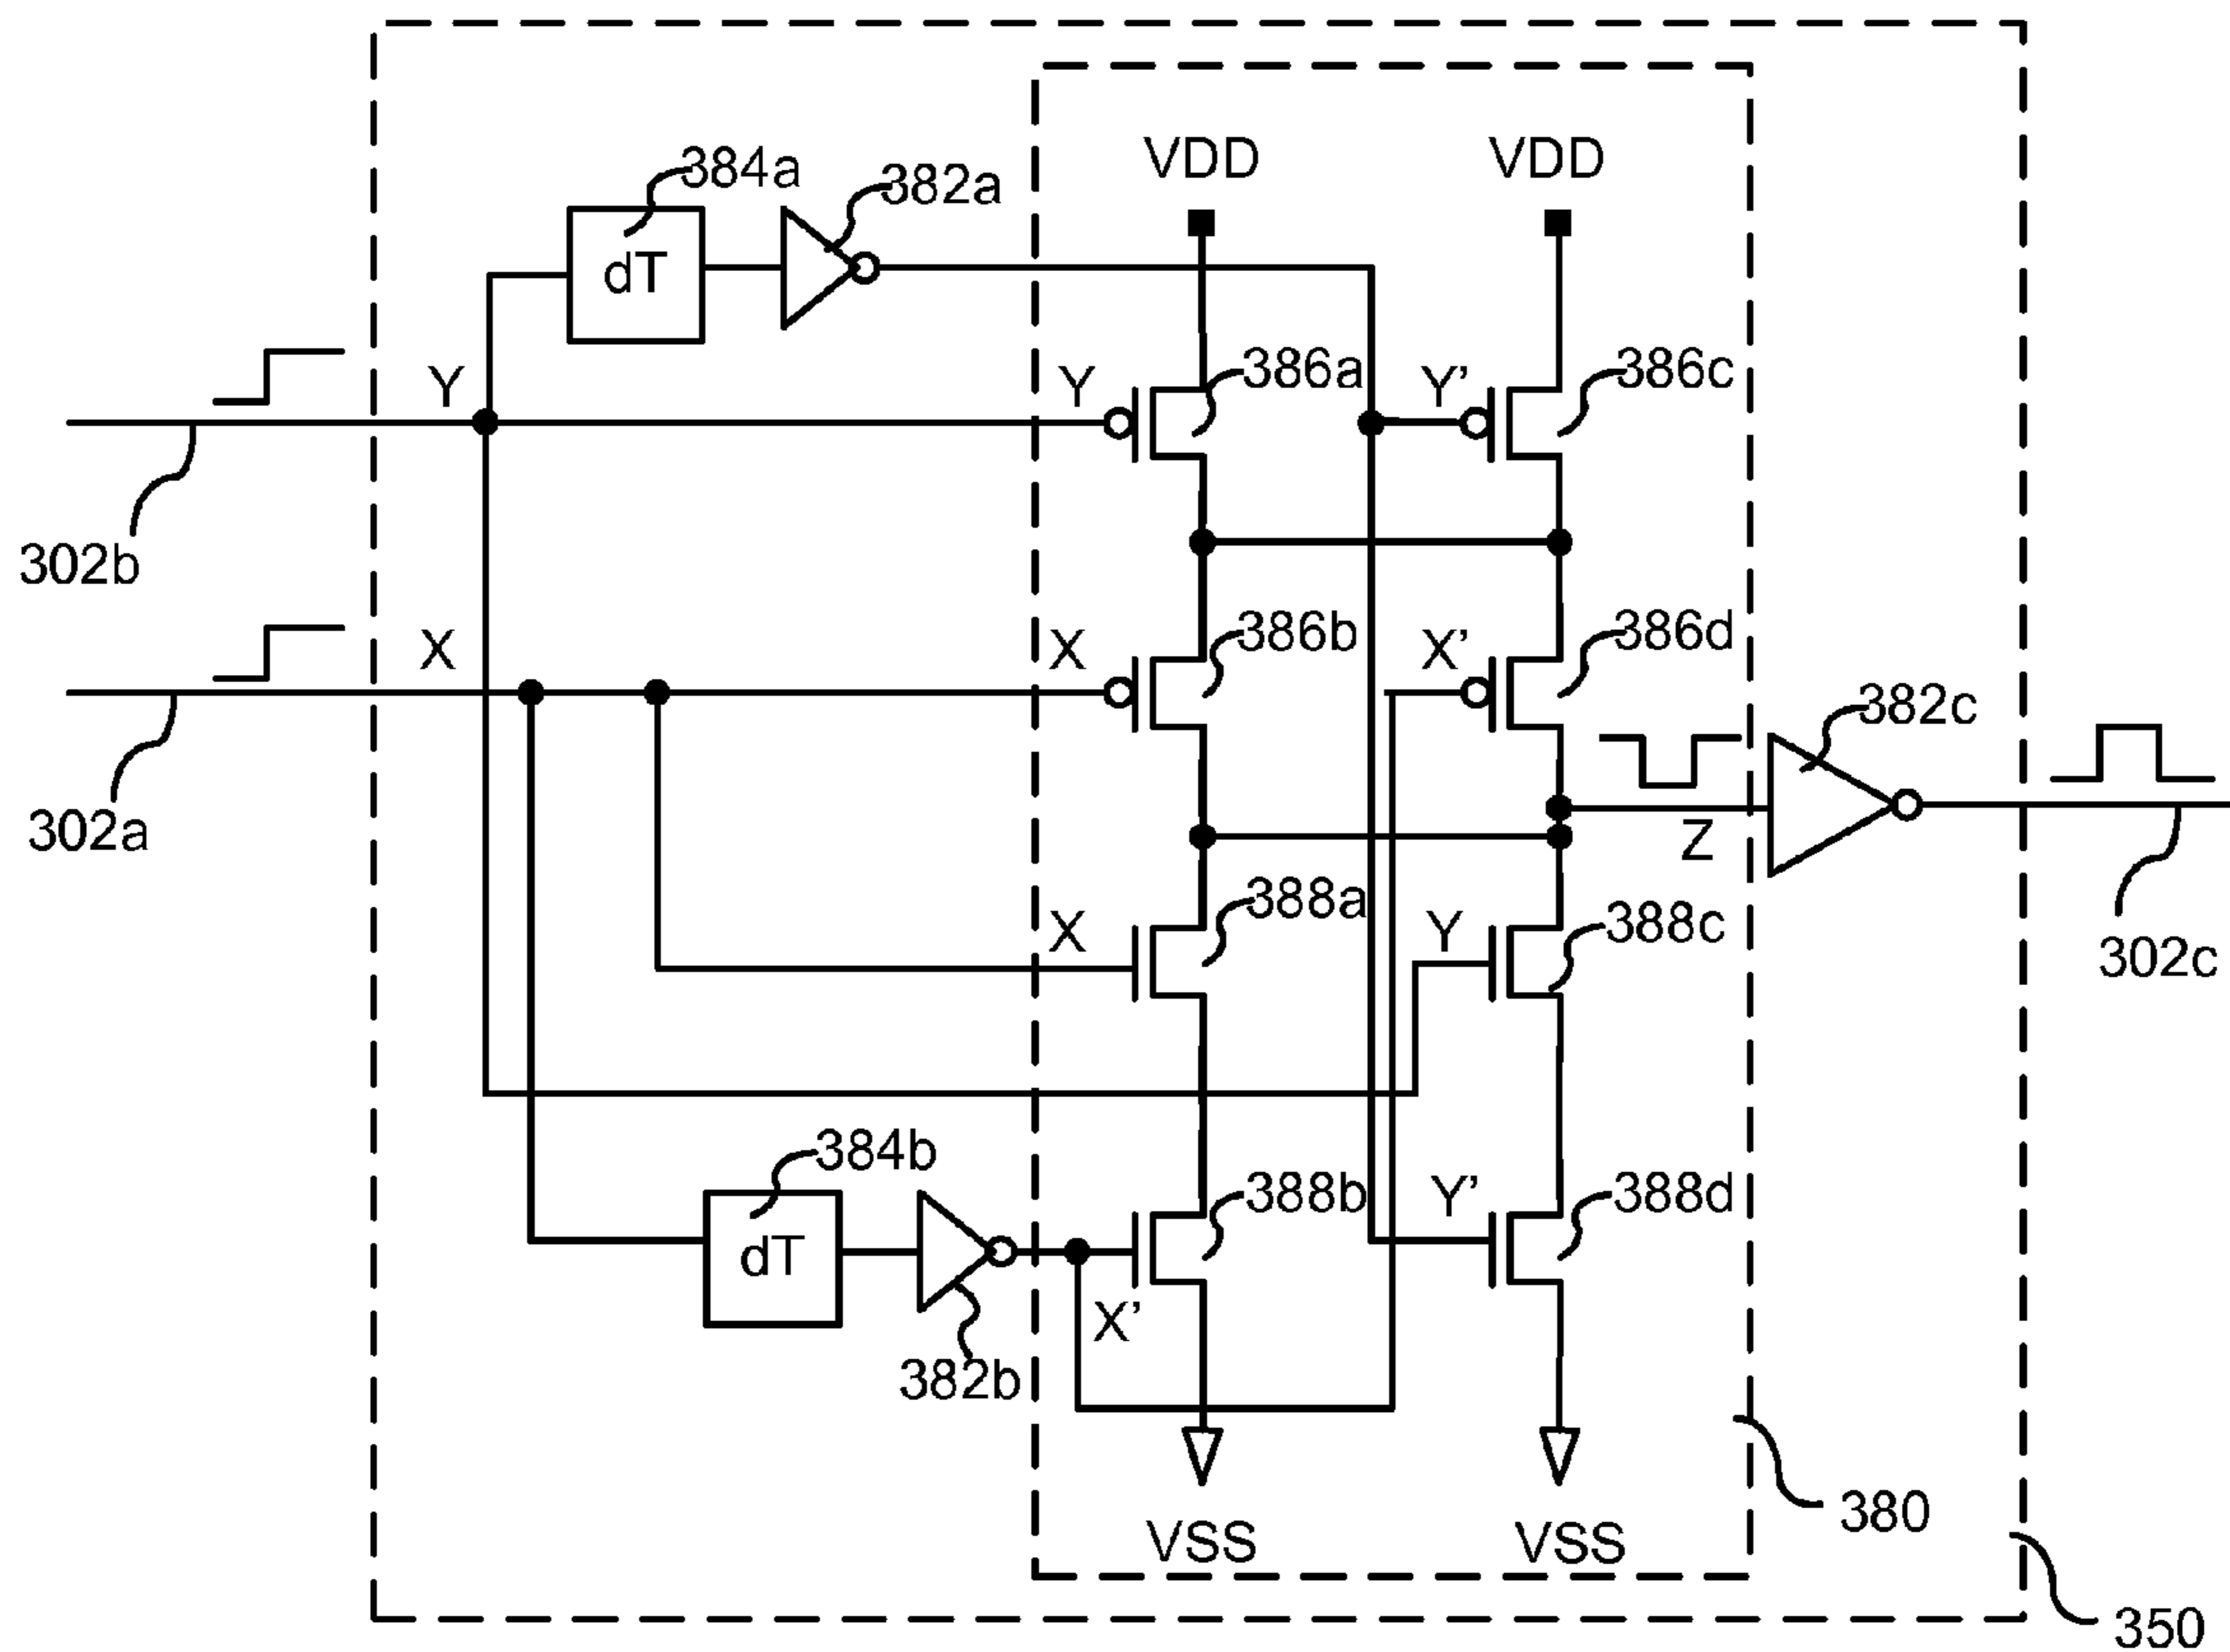 VDD VDD
384a 382a
dT
386a 386c
Y Y Y’
302b
386b 386d
X X X’
382c
302a
Z
388a 388c
X Y
302c
384b
388b 388d
Y’
dT
X’
382b
380
VSS VSS
350